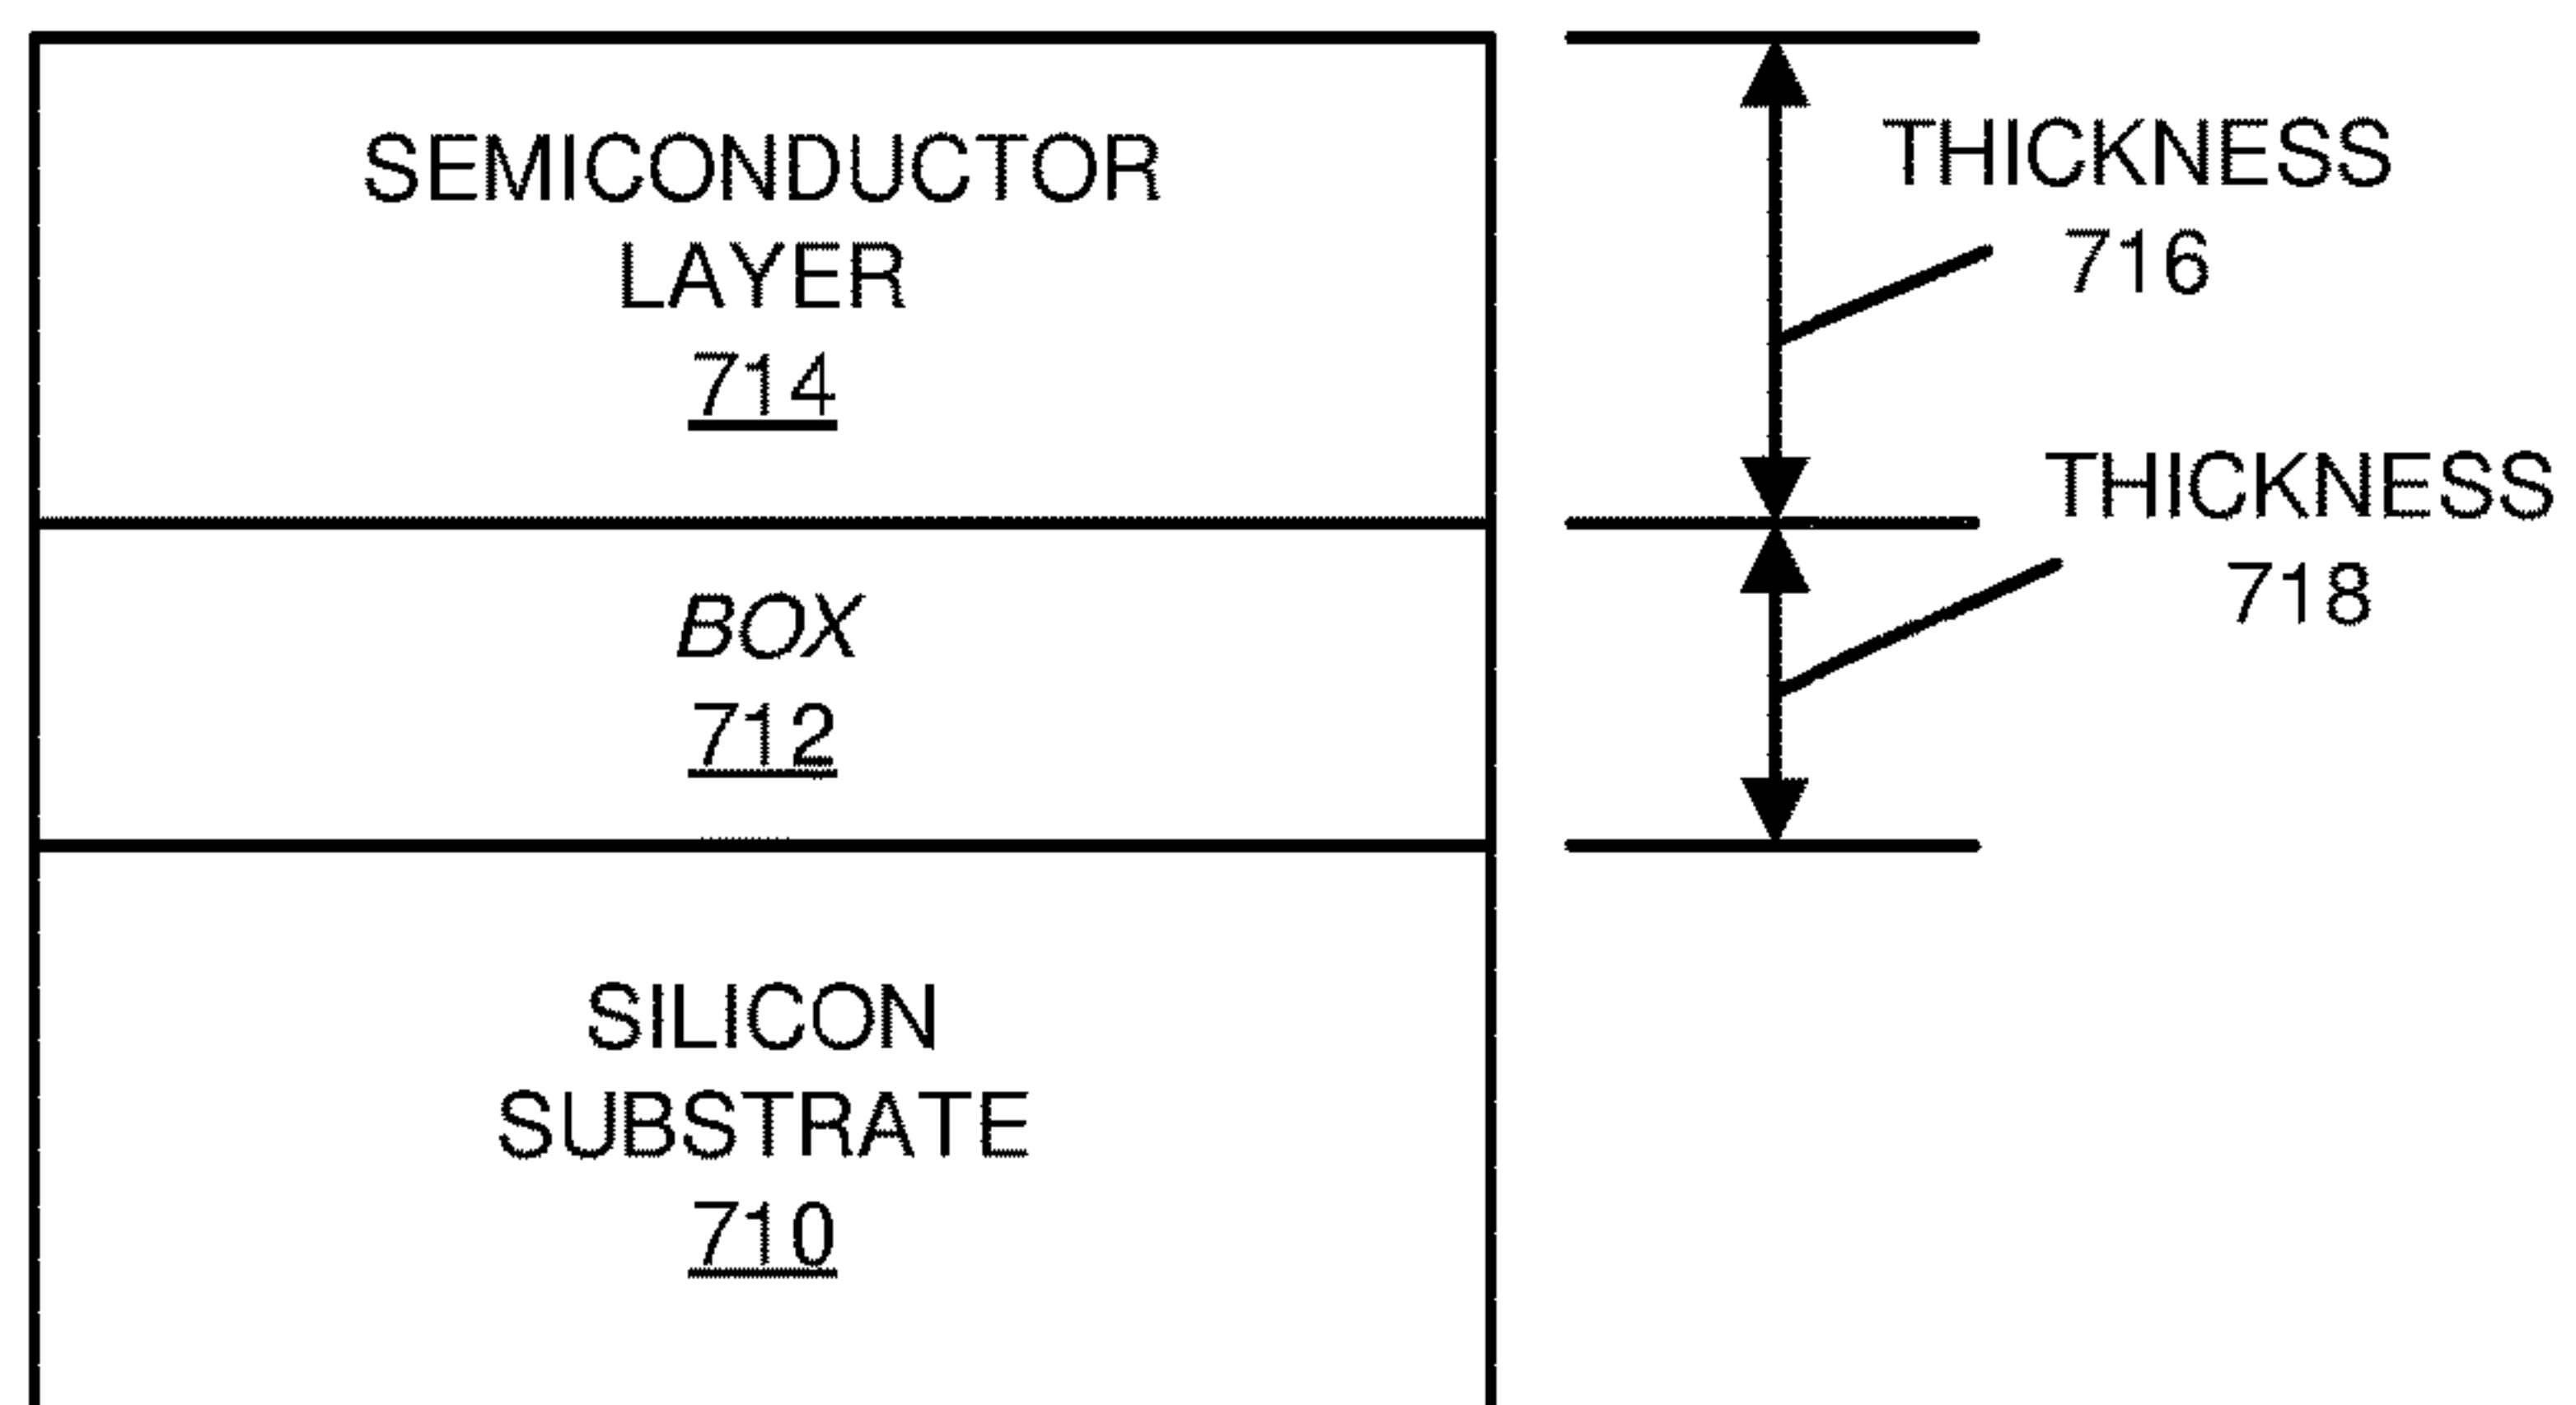 SEMICONDUCTOR
LAYER
714
THICKNESS
716
BOX
712
THICKNESS
718
SILICON
SUBSTRATE
710